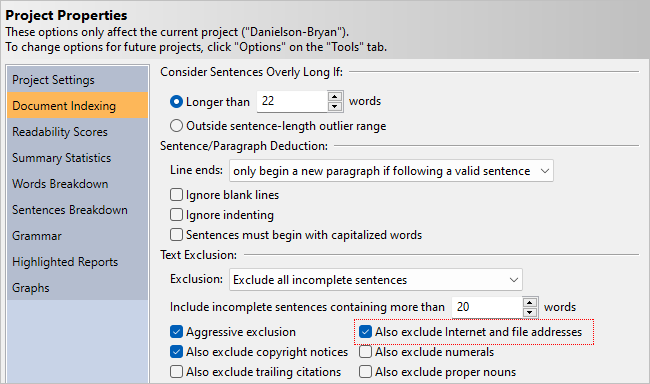 Project Properties
These options only affect the current project ("Danielson-Bryan").
To change options for future projects, click "Options" on the "Tools" tab.
Project Settings
Document Indexing
Readability Scores
Summary Statistics
Words Breakdown
Sentences Breakdown
Grammar
Highlighted Reports
Graphs
Consider Sentences Overly Long If:
Longer than 22 words
Outside sentence-length outlier range
Sentence/Paragraph Deduction:
Line ends: only begin a new paragraph if following a valid sentence
Ignore blank lines
Ignore indenting
Sentences must begin with capitalized words
Text Exclusion:
Exclusion: Exclude all incomplete sentences
Include incomplete sentences containing more than 20 words
Aggressive exclusion Also exclude Internet and file addresses
Also exclude copyright notices Also exclude numerals
Also exclude trailing citations Also exclude proper nouns